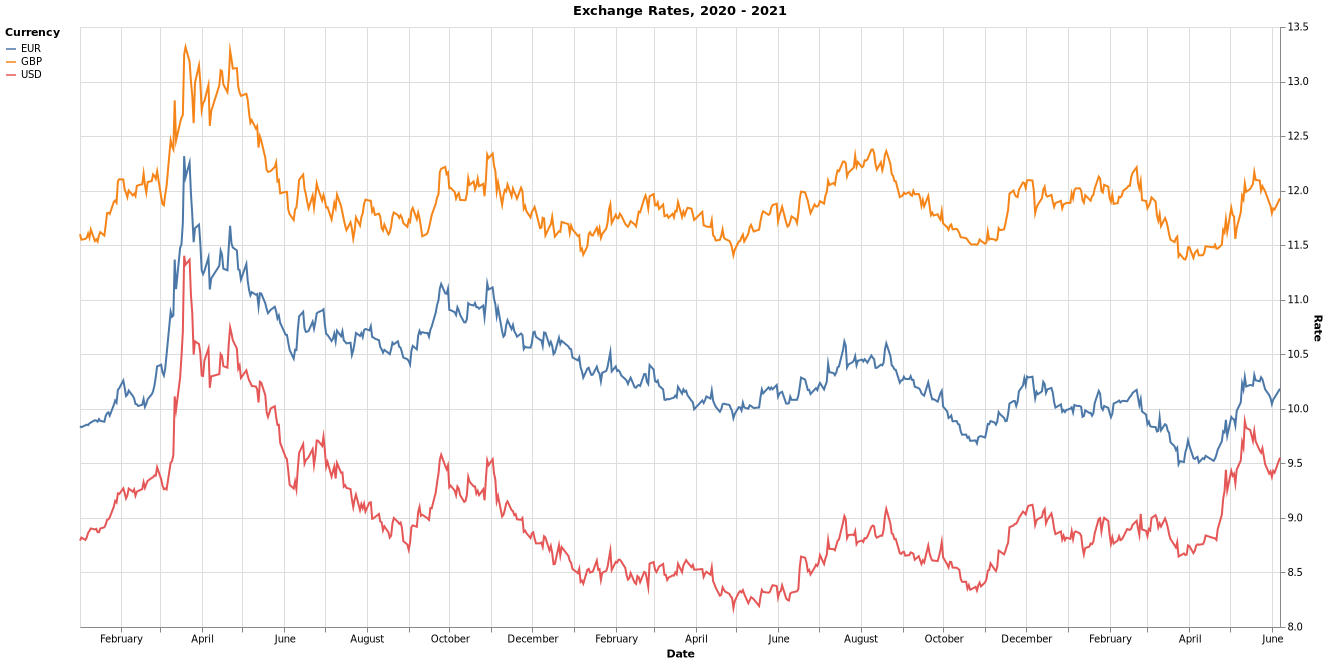 Exchange Rates, 2020 - 2021
Currency
EUR
GBP
USD
13.5
13.0
12.5
12.0
11.5
11.0
10.5
10.0
9.5
9.0
8.5
8.0
Rate
February April June August October December February April June August October December February April June
Date